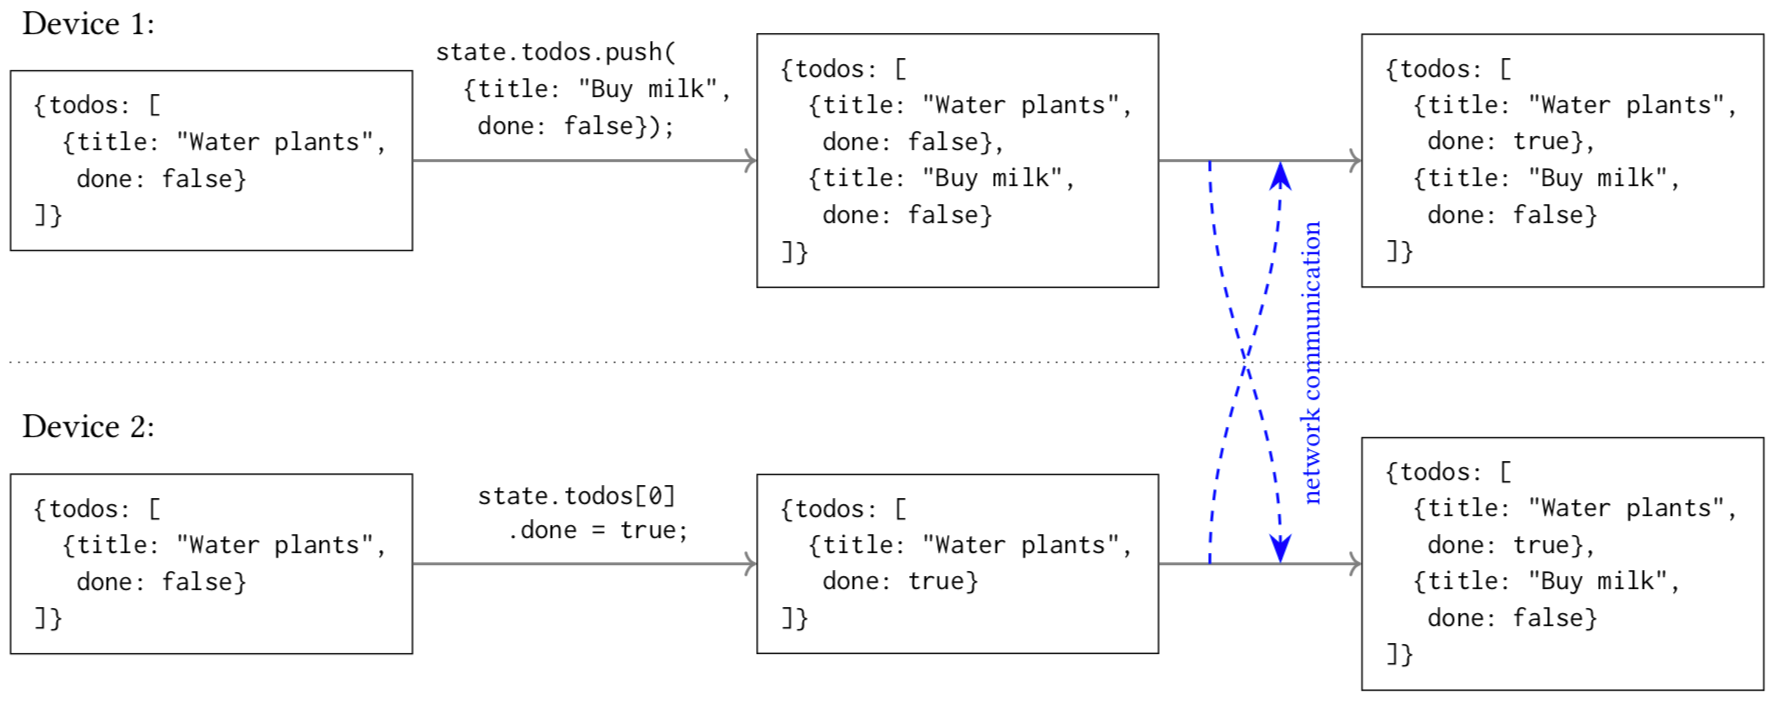 Device 1:
{todos: [
  {title: "Water plants",
   done: false}
]}
state.todos.push(
  {title: "Buy milk",
   done: false});
{todos: [
  {title: "Water plants",
   done: false},
  {title: "Buy milk",
   done: false}
]}
{todos: [
  {title: "Water plants",
   done: true},
  {title: "Buy milk",
   done: false}
]}
network communication
Device 2:
{todos: [
  {title: "Water plants",
   done: false}
]}
state.todos[0]
  .done = true;
{todos: [
  {title: "Water plants",
   done: true}
]}
{todos: [
  {title: "Water plants",
   done: true},
  {title: "Buy milk",
   done: false}
]}